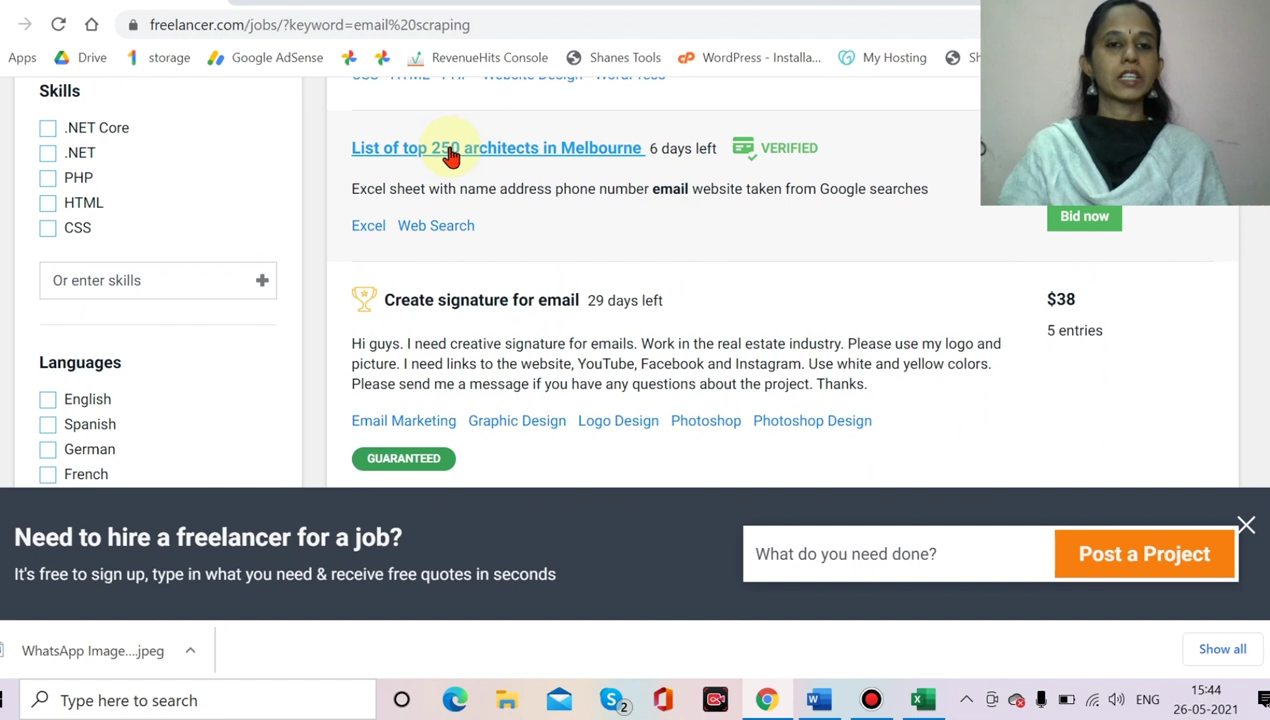 freelancer.com/jobs/?keyword=email%20scraping
Apps Drive storage Google AdSense RevenueHits Console Shanes Tools WordPress - Installa... My Hosting
Skills
.NET Core
.NET
PHP
HTML
CSS
Or enter skills
Languages
English
Spanish
German
French
CSS HTML PHP Website Design WordPress
List of top 250 architects in Melbourne 6 days left VERIFIED
Excel sheet with name address phone number email website taken from Google searches
Excel Web Search
Bid now
Create signature for email 29 days left
$38
5 entries
Hi guys. I need creative signature for emails. Work in the real estate industry. Please use my logo and
picture. I need links to the website, YouTube, Facebook and Instagram. Use white and yellow colors.
Please send me a message if you have any questions about the project. Thanks.
Email Marketing Graphic Design Logo Design Photoshop Photoshop Design
GUARANTEED
Need to hire a freelancer for a job?
It's free to sign up, type in what you need & receive free quotes in seconds
What do you need done?
Post a Project
WhatsApp Image....jpeg
Show all
Type here to search
2
ENG
15:44
26-05-2021